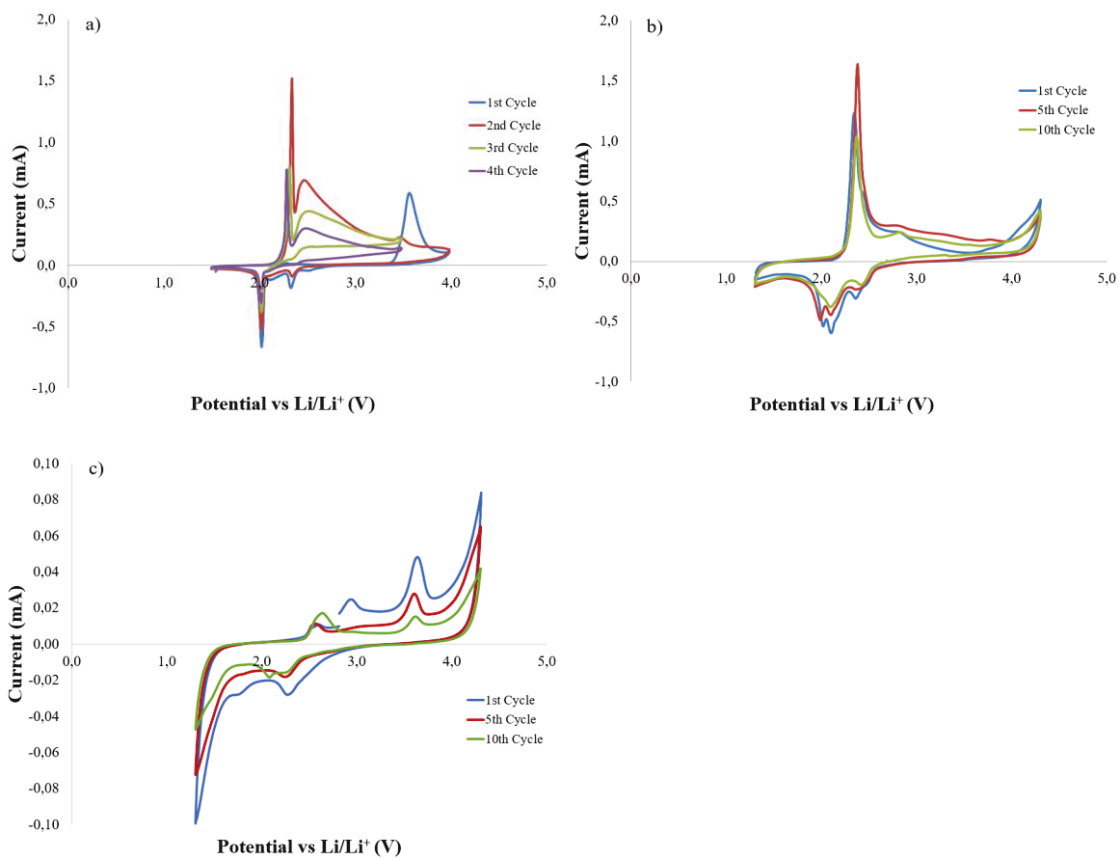 a)
2,0
1,5
1,0
0,5
0,0
-0,5
-1,0
0,0
1,0
2,0
3,0
4,0
5,0
Current (mA)
Potential vs Li/Li⁺ (V)
1st Cycle
2nd Cycle
3rd Cycle
4th Cycle
b)
2,0
1,5
1,0
0,5
0,0
-0,5
-1,0
0,0
1,0
2,0
3,0
4,0
5,0
Current (mA)
Potential vs Li/Li⁺ (V)
1st Cycle
5th Cycle
10th Cycle
c)
0,10
0,08
0,06
0,04
0,02
0,00
-0,02
-0,04
-0,06
-0,08
-0,10
0,0
1,0
2,0
3,0
4,0
5,0
Current (mA)
Potential vs Li/Li⁺ (V)
1st Cycle
5th Cycle
10th Cycle